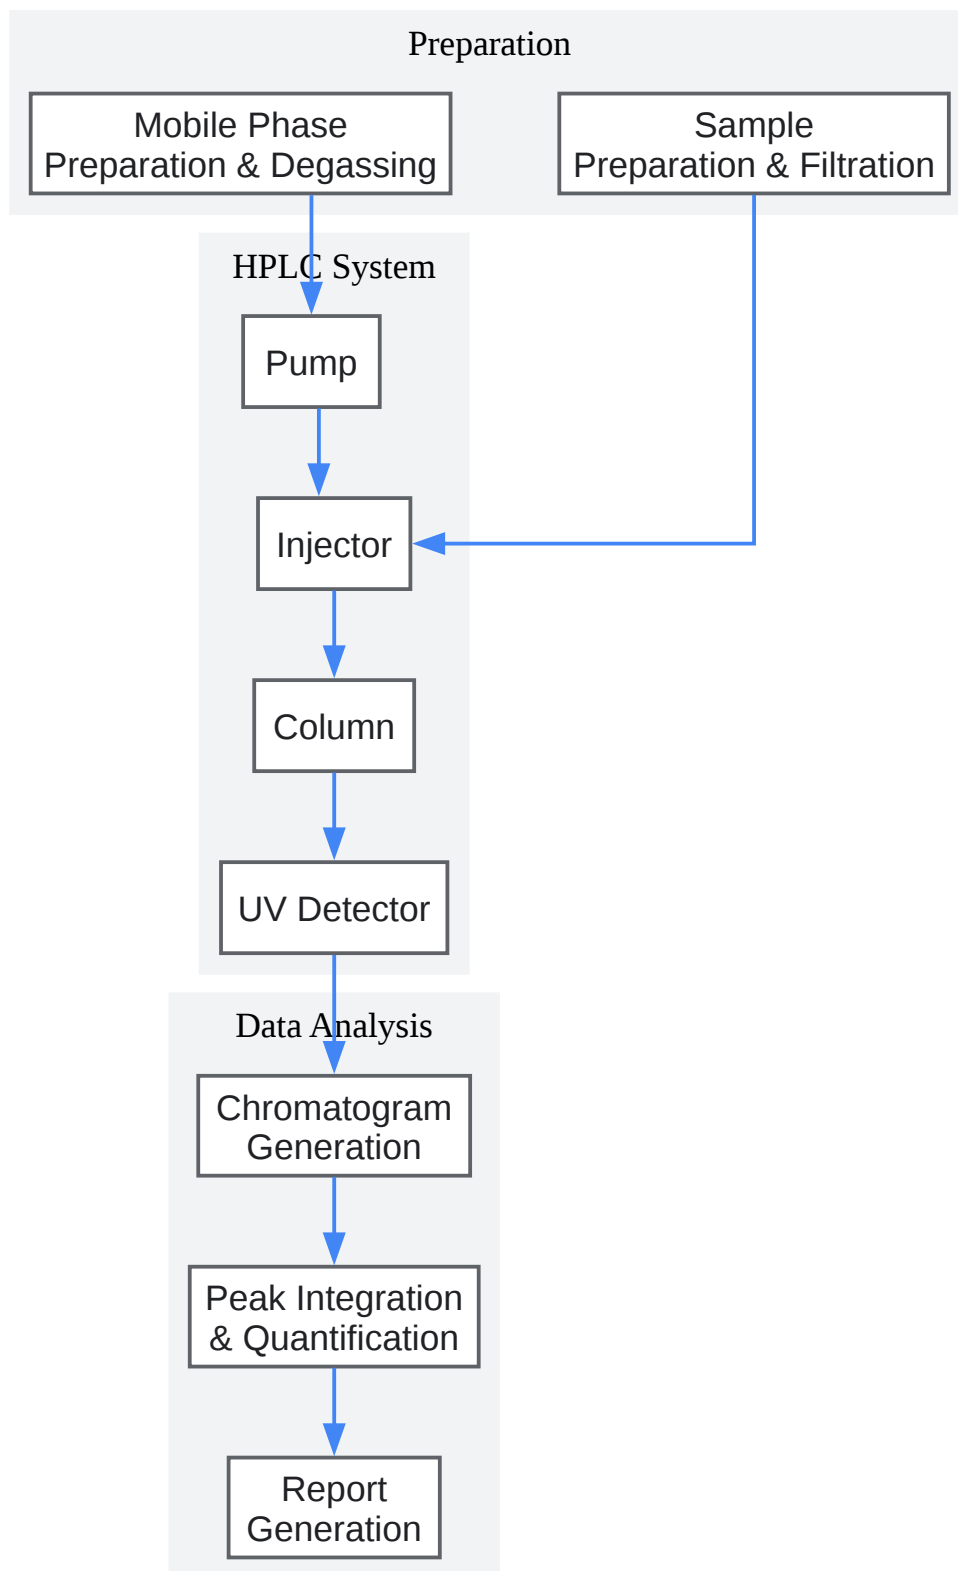 Preparation
Mobile Phase
Preparation & Degassing
Sample
Preparation & Filtration
HPLC System
Pump
Injector
Column
UV Detector
Data Analysis
Chromatogram
Generation
Peak Integration
& Quantification
Report
Generation